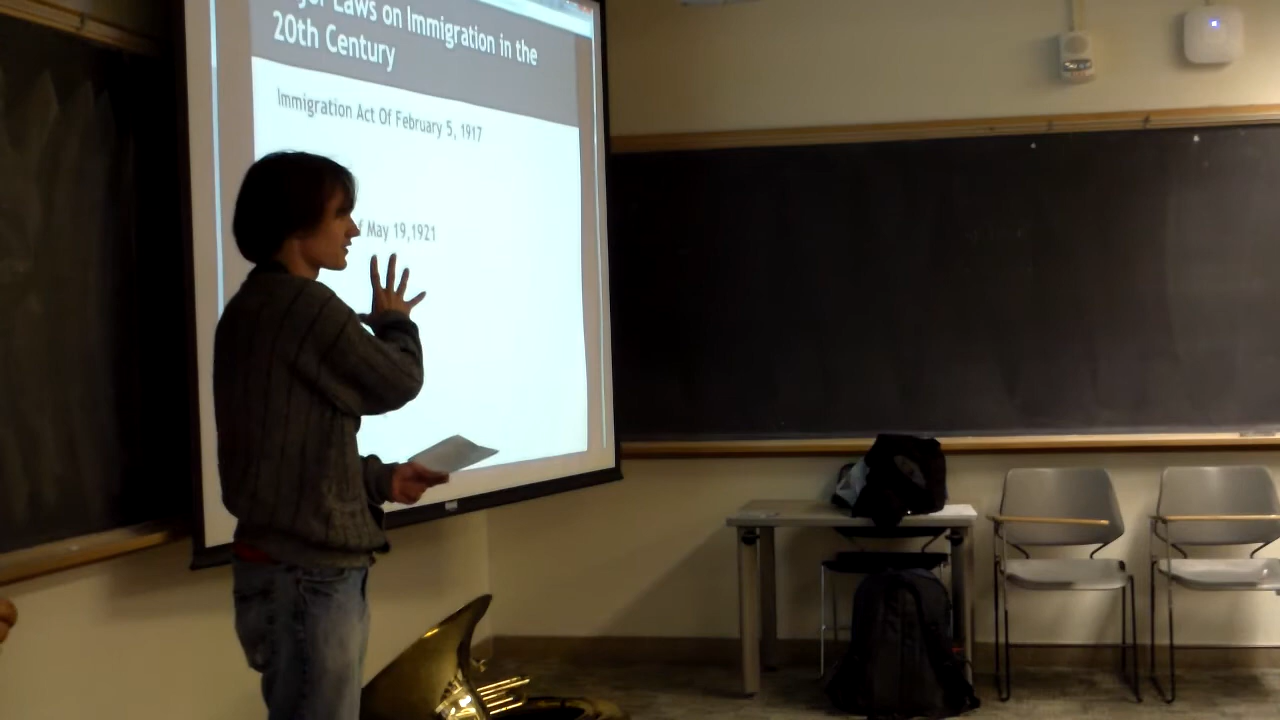 Laws on Immigration in the
20th Century
Immigration Act Of February 5, 1917
May 19,1921